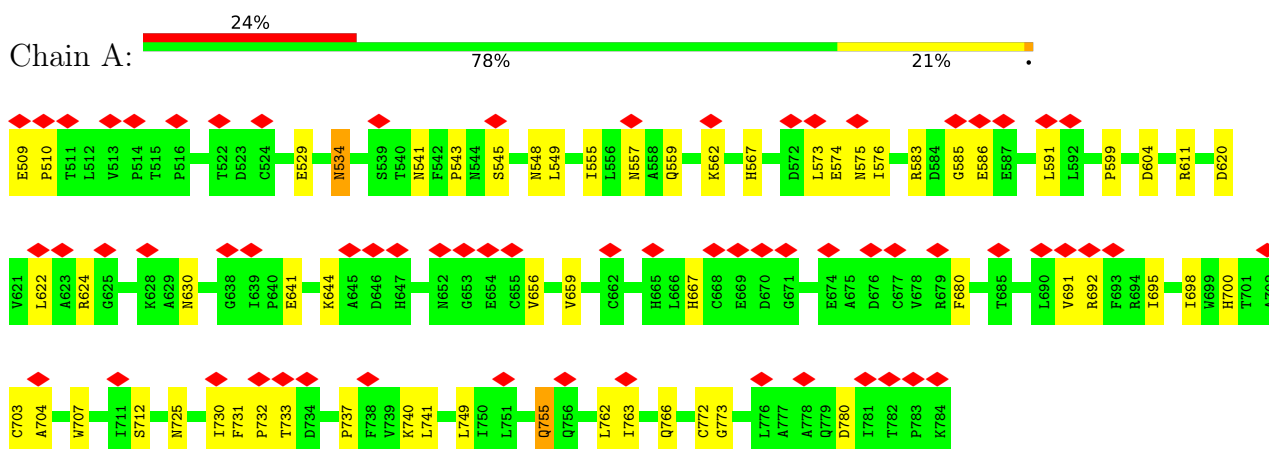 24%
Chain A:
78% 21% •
E509 P510 T511 L512 V513 P514 T515 P516 T522 D523 C524 E529 N534 S539 T540 N541 F542 P543 N544 S545 N548 L549 I555 L556 N557 A558 Q559 K562 H567 D572 L573 E574 N575 I576 R583 D584 G585 E586 E587 L591 L592 P599 D604 R611 D620
V621 L622 A623 R624 G625 K628 A629 N630 G638 I639 P640 E641 K644 A645 D646 H647 N652 G653 E654 G655 V656 V659 C662 H665 L666 H667 C668 E669 D670 G671 E674 A675 D676 C677 V678 R679 F680 T685 L690 V691 R692 F693 R694 I695 I698 W699 H700 T701
C703 A704 W707 I711 S712 N725 I730 F731 P732 T733 D734 P737 F738 V739 K740 L741 L749 I750 L751 Q755 Q756 L762 I763 Q766 C772 G773 L776 A777 A778 Q779 D780 I781 T782 P783 K784